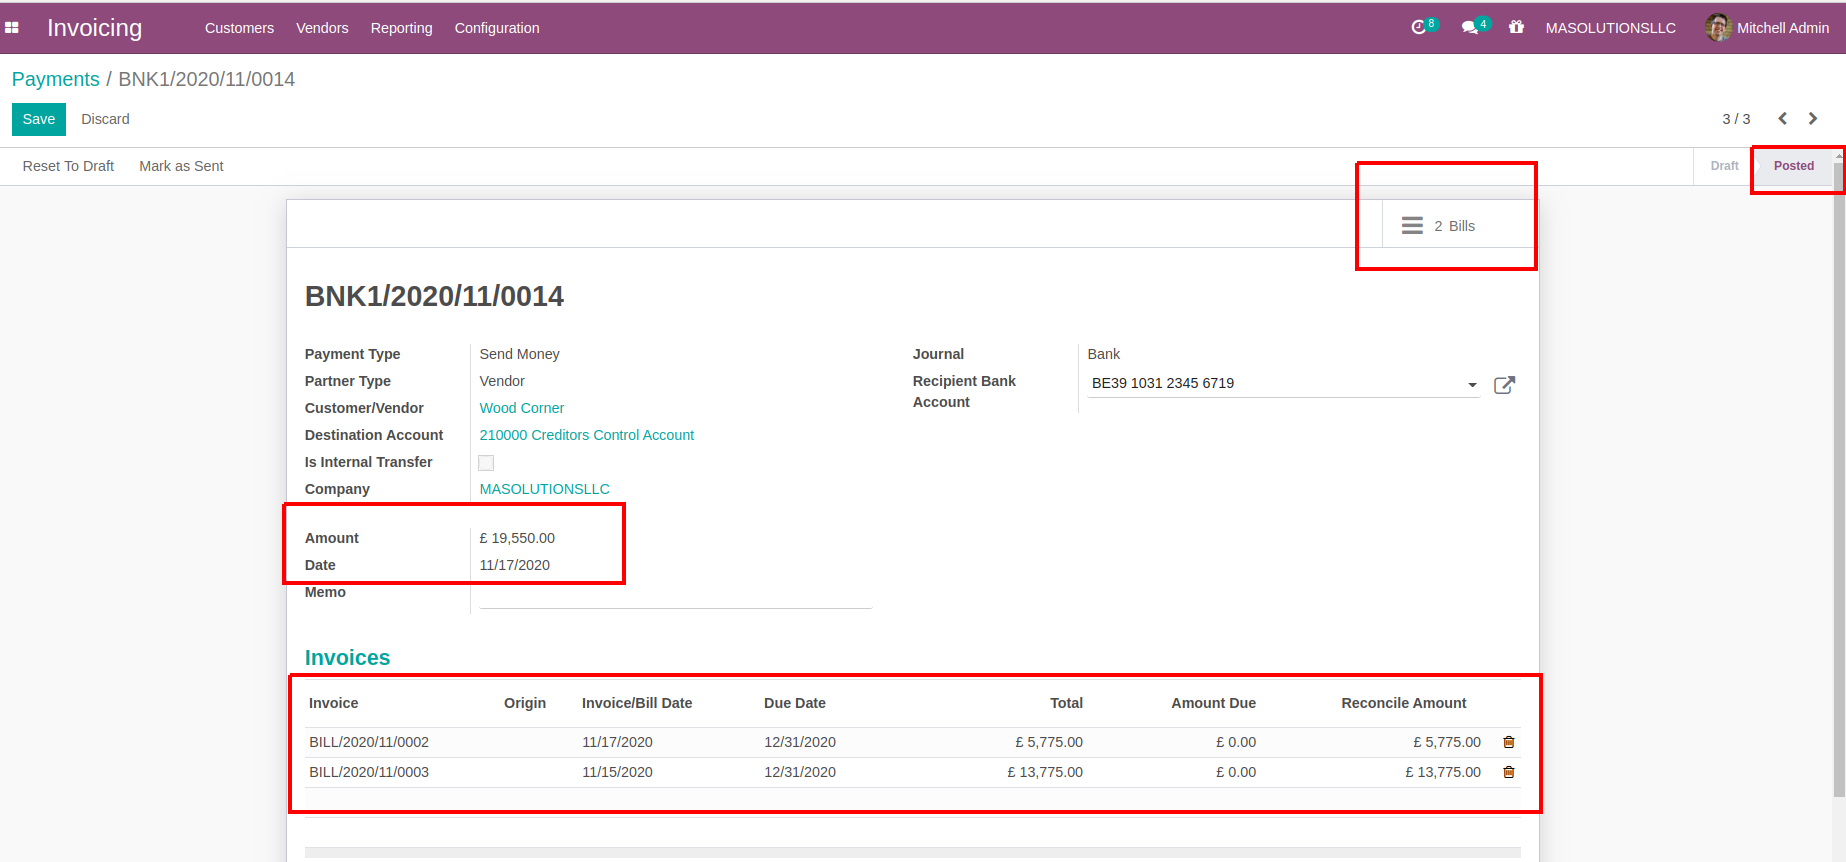 Invoicing Customers Vendors Reporting Configuration 8 4 MASOLUTIONSLLC Mitchell Admin
Payments / BNK1/2020/11/0014
Save Discard 3 / 3
Reset To Draft Mark as Sent Draft Posted
2 Bills
BNK1/2020/11/0014
Payment Type Send Money Journal Bank
Partner Type Vendor Recipient Bank Account BE39 1031 2345 6719
Customer/Vendor Wood Corner
Destination Account 210000 Creditors Control Account
Is Internal Transfer
Company MASOLUTIONSLLC
Amount £ 19,550.00
Date 11/17/2020
Memo
Invoices
Invoice Origin Invoice/Bill Date Due Date Total Amount Due Reconcile Amount
BILL/2020/11/0002 11/17/2020 12/31/2020 £ 5,775.00 £ 0.00 £ 5,775.00
BILL/2020/11/0003 11/15/2020 12/31/2020 £ 13,775.00 £ 0.00 £ 13,775.00